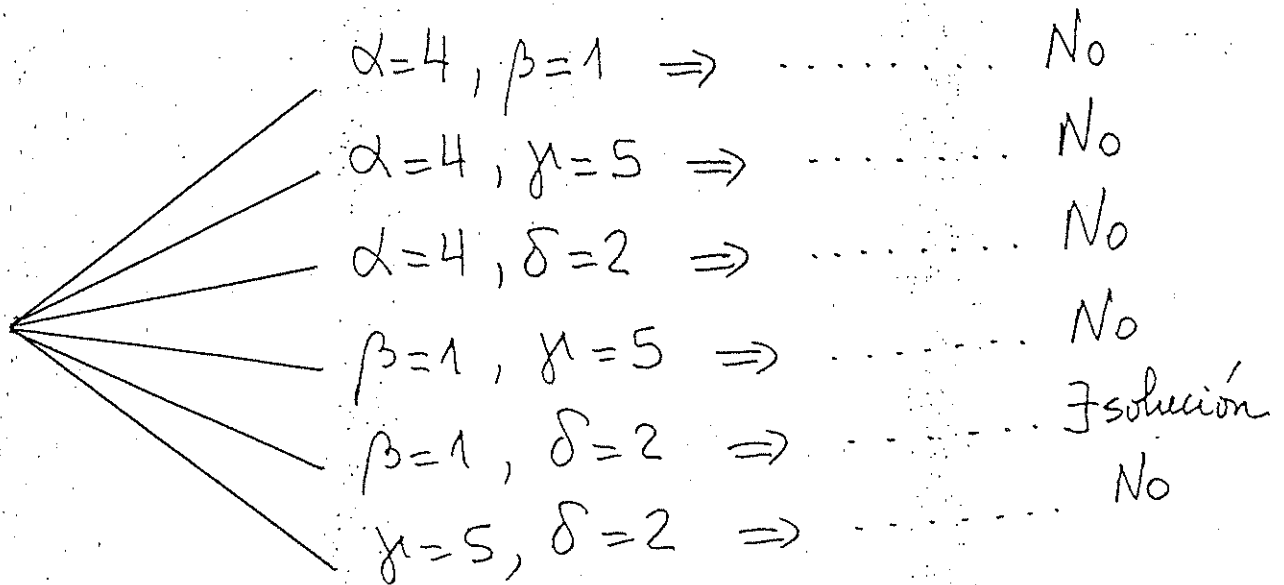 α=4, β=1 ⇒ ......... No
α=4, γ=5 ⇒ ........ No
α=4, δ=2 ⇒ ........ No
β=1, γ=5 ⇒ ........ No
β=1, δ=2 ⇒ ........ ∃ solución
γ=5, δ=2 ⇒ ........ No